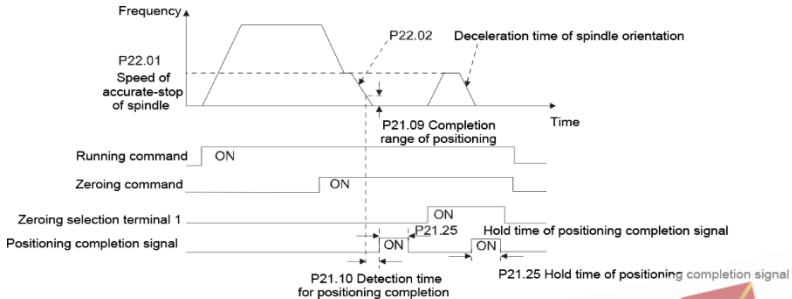 Frequency
P22.02
Deceleration time of spindle orientation
P22.01
Speed of
accurate-stop
of spindle
Time
P21.09 Completion
range of positioning
Running command
ON
Zeroing command
ON
Zeroing selection terminal 1
ON
P21.25
Hold time of positioning completion signal
Positioning completion signal
ON
ON
P21.10 Detection time
for positioning completion
P21.25 Hold time of positioning completion signal